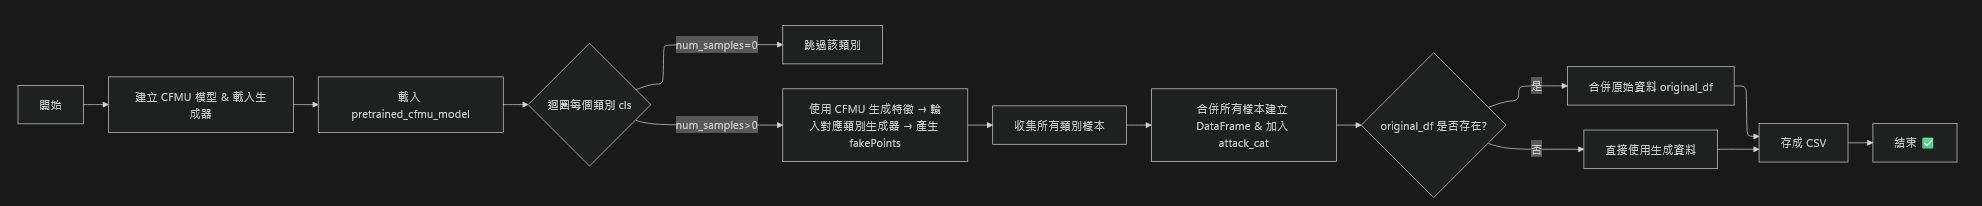 開始
建立 CFMU 模型 & 載入生
成器
載入
pretrained_cfmu_model
迴圈每個類別 cls
num_samples=0
跳過該類別
num_samples>0
使用 CFMU 生成特徵 → 輸
入對應類別生成器 → 產生
fakePoints
收集所有類別樣本
合併所有樣本建立
DataFrame & 加入
attack_cat
original_df 是否存在?
是
合併原始資料 original_df
否
直接使用生成資料
存成 CSV
結束 ✅